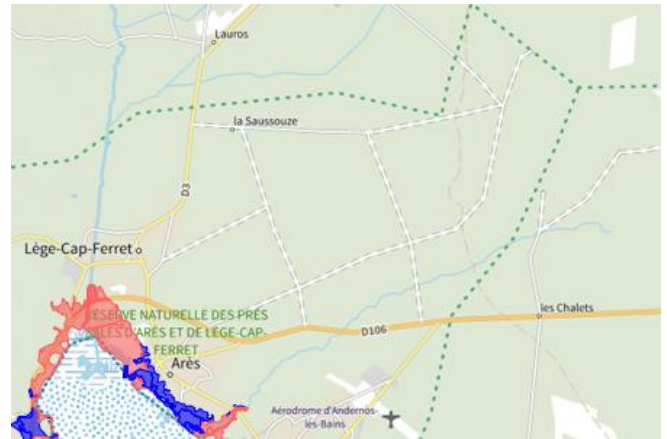 Lauros
la Saussouze
D3
Lège-Cap-Ferret
les Chalets
RÉSERVE NATURELLE DES PRÉS
SALÉS D'ARÈS ET DE LÈGE-CAP-
FERRET
D106
Arès
Aérodrome d'Andernos-
les-Bains